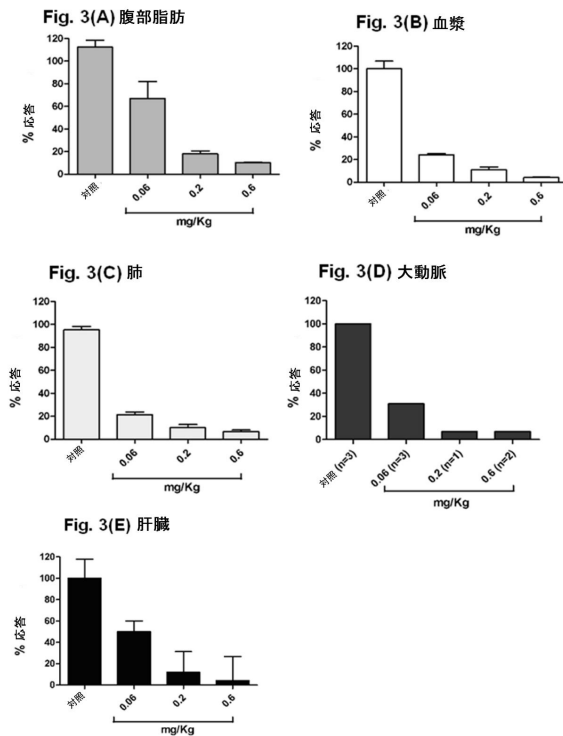 Fig. 3(A) 腹部脂肪
% 応答
120
100
80
60
40
20
0
対照
0.06
0.2
0.6
mg/Kg
Fig. 3(B) 血漿
% 応答
120
100
80
60
40
20
0
対照
0.06
0.2
0.6
mg/Kg
Fig. 3(C) 肺
% 応答
120
100
80
60
40
20
0
対照
0.06
0.2
0.6
mg/Kg
Fig. 3(D) 大動脈
% 応答
120
100
80
60
40
20
0
対照 (n=3)
0.06 (n=3)
0.2 (n=1)
0.6 (n=2)
mg/Kg
Fig. 3(E) 肝臓
% 応答
120
100
80
60
40
20
0
対照
0.06
0.2
0.6
mg/Kg